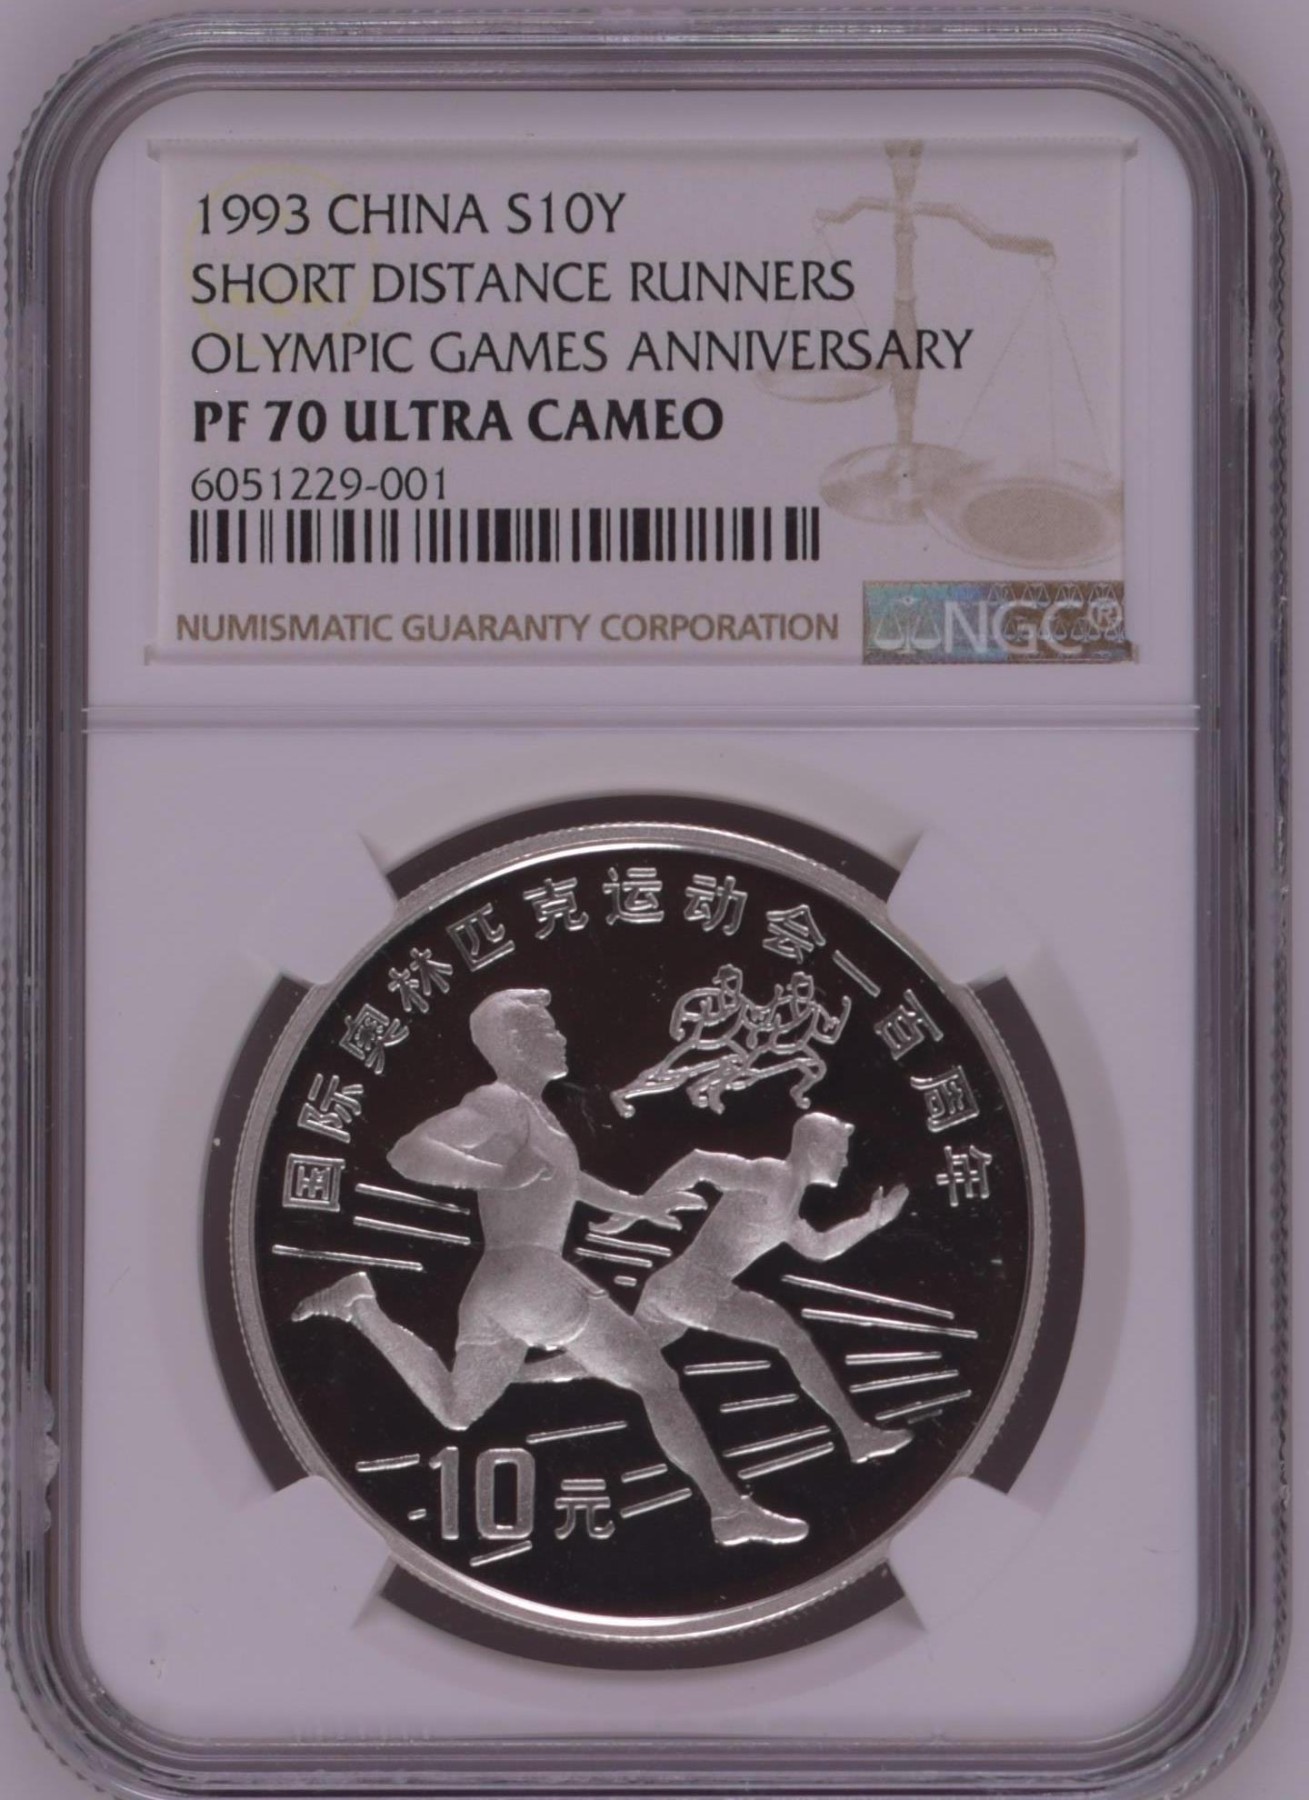 1993 CHINA S10Y
SHORT DISTANCE RUNNERS
OLYMPIC GAMES ANNIVERSARY
PF 70 ULTRA CAMEO
6051229-001
NUMISMATIC GUARANTY CORPORATION
NGC®
国际奥林匹克运动会一百周年
10元